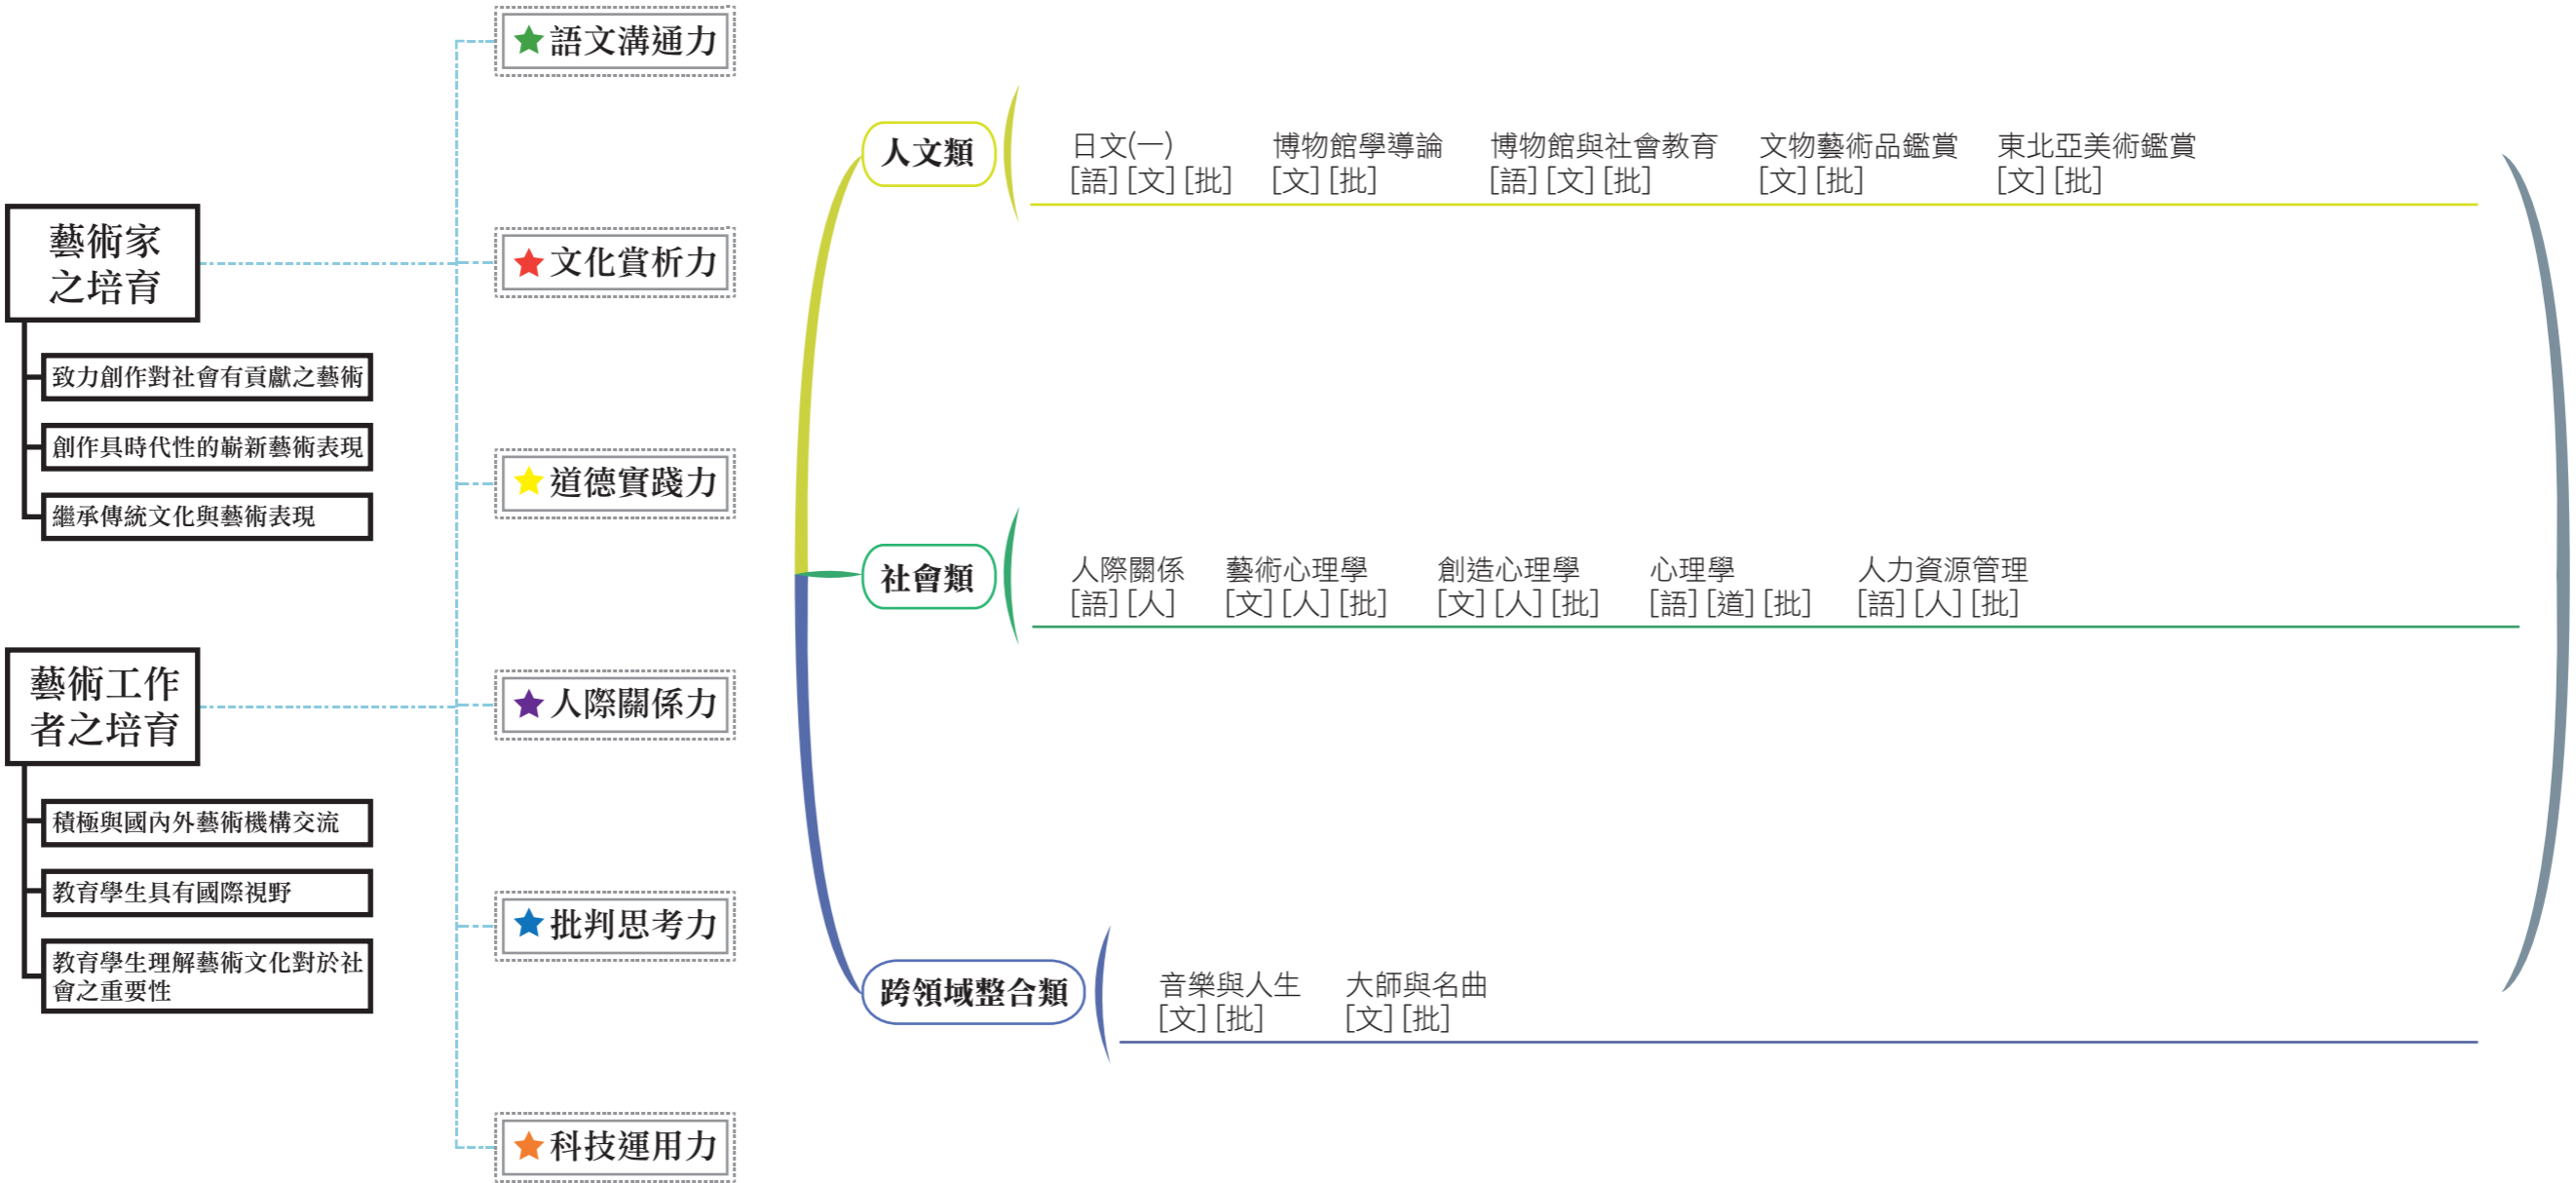 藝術家
之培育
致力創作對社會有貢獻之藝術
創作具時代性的嶄新藝術表現
繼承傳統文化與藝術表現
藝術工作
者之培育
積極與國內外藝術機構交流
教育學生具有國際視野
教育學生理解藝術文化對於社
會之重要性
語文溝通力
文化賞析力
道德實踐力
人際關係力
批判思考力
科技運用力
人文類
日文(一) 博物館學導論 博物館與社會教育 文物藝術品鑑賞 東北亞美術鑑賞
[語] [文] [批] [文] [批] [語] [文] [批] [文] [批] [文] [批]
社會類
人際關係 藝術心理學 創造心理學 心理學 人力資源管理
[語] [人] [文] [人] [批] [文] [人] [批] [語] [道] [批] [語] [人] [批]
跨領域整合類
音樂與人生 大師與名曲
[文] [批] [文] [批]